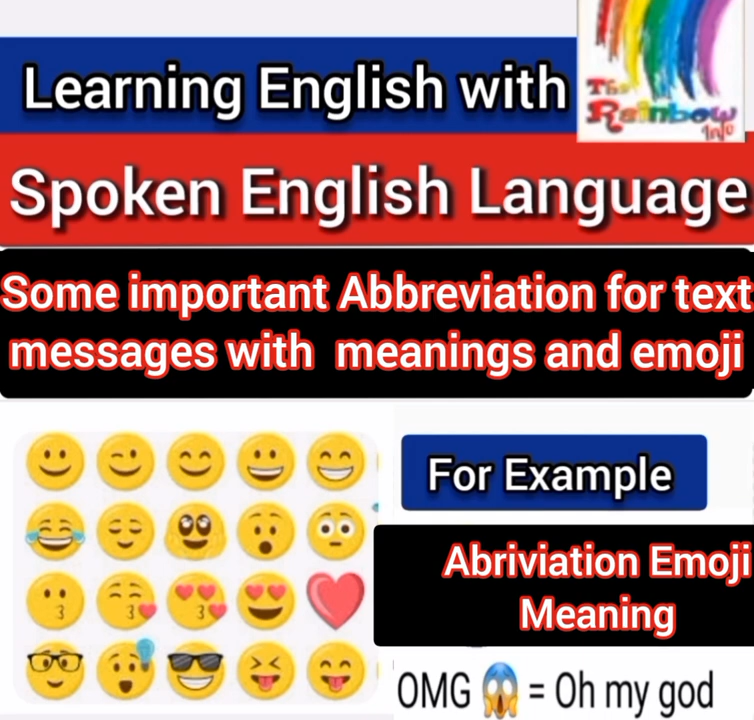 Learning English with
The
Rainbow
Info
Spoken English Language
Some important Abbreviation for text
messages with meanings and emoji
For Example
Abriviation Emoji
Meaning
OMG 😱 = Oh my god